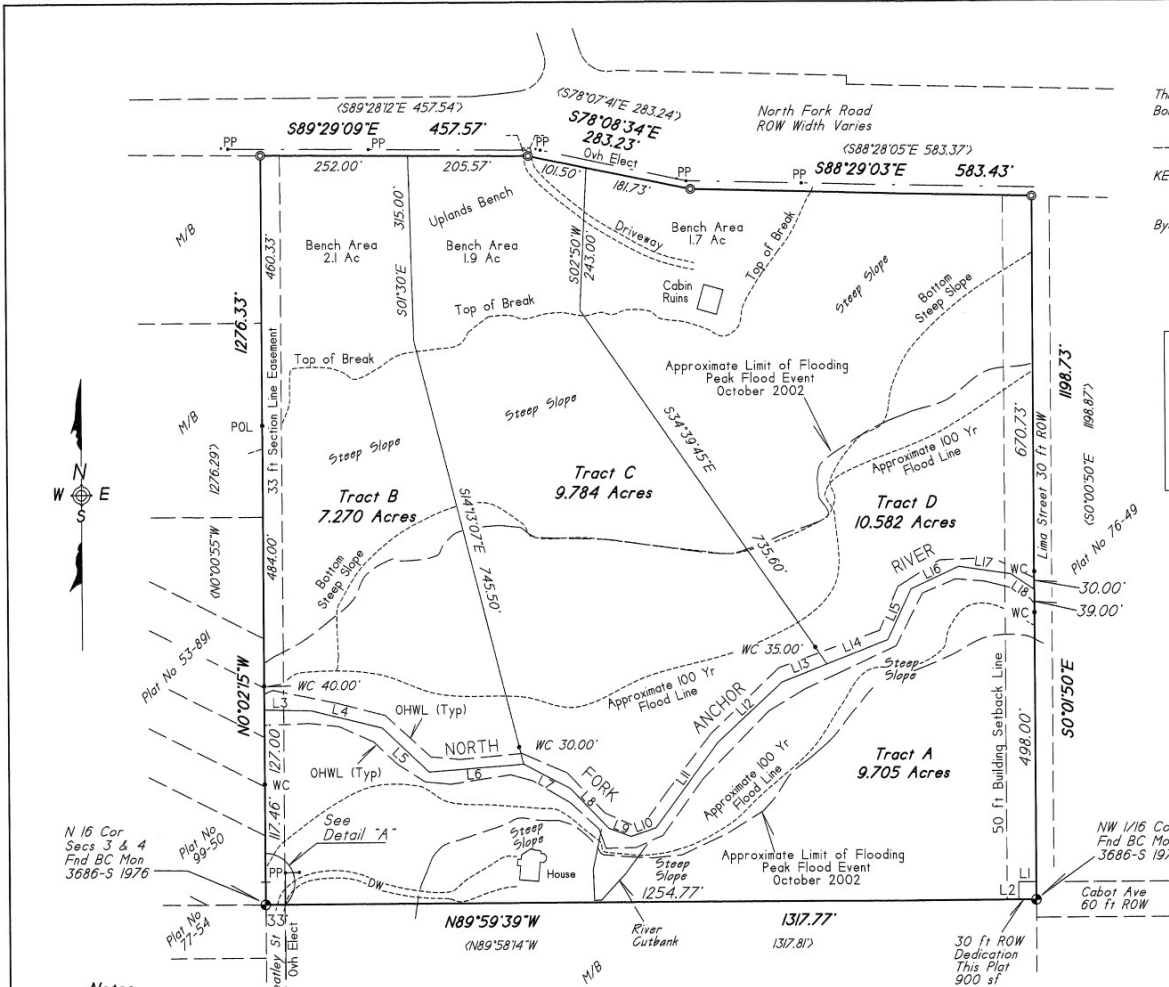 <S89°28'12"E 457.54'>
S89°29'09"E 457.57'
<S78°07'41"E 283.24'>
S78°08'34"E
283.23'
North Fork Road
ROW Width Varies
<S88°28'05"E 583.37'>
S88°29'03"E 583.43'
PP
PP
PP
Ovh Elect
PP
PP
252.00'
205.57'
101.50'
181.73'
M/B
460.33'
315.00'
Uplands Bench
Bench Area
2.1 Ac
Bench Area
1.9 Ac
S02°50'W
243.00'
Driveway
Bench Area
1.7 Ac
Top of Break
Cabin
Ruins
Steep Slope
Bottom
Steep Slope
S01°30'E
Top of Break
Top of Break
1276.33'
33 ft Section Line Easement
M/B
POL
<N0°00'55"W 1276.29'>
Steep Slope
Steep Slope
Approximate Limit of Flooding
Peak Flood Event
October 2002
S34°39'45"E
735.60'
Approximate 100 Yr
Flood Line
670.73'
Lima Street 30 ft ROW
1198.73'
<S0°00'50"E 1198.87'>
Plat No 76-49
N
W E
S
Tract B
7.270 Acres
Tract C
9.784 Acres
Tract D
10.582 Acres
S14°13'07"E 745.50'
484.00'
Bottom
Steep Slope
RIVER
L15
L16
L17
L18
WC
30.00'
39.00'
WC
Plat No 53-891
N0°02'15"W
WC 40.00'
L3
L4
OHWL (Typ)
L5
OHWL (Typ)
127.00'
WC
117.46'
NORTH
L6
WC 30.00'
L7
FORK
L8
L9
L10
L11
ANCHOR
L12
L13
L14
WC 35.00'
Approximate 100 Yr
Flood Line
Steep
Slope
Approximate 100 Yr
Flood Line
Tract A
9.705 Acres
50 ft Building Setback Line
498.00'
S0°01'50"E
N 16 Cor
Secs 3 & 4
Fnd BC Mon
3686-S 1976
Plat No
99-50
See
Detail "A"
PP
DW
Steep
Slope
House
Steep
Slope
Approximate Limit of Flooding
Peak Flood Event
October 2002
1254.77'
L1
L2
NW 1/16 Co
Fnd BC Mo
3686-S 197
Cabot Ave
60 ft ROW
Plat No
77-54
33'
Ovh Elect
N89°59'39"W 1317.77'
<N89°58'14"W 1317.81'>
River
Cutbank
M/B
30 ft ROW
Dedication
This Plat
900 sf